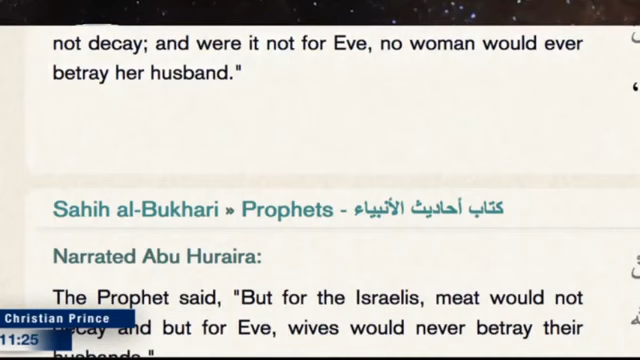 not decay; and were it not for Eve, no woman would ever
betray her husband."
Sahih al-Bukhari » Prophets - كتاب أحاديث الأنبياء
Narrated Abu Huraira:
The Prophet said, "But for the Israelis, meat would not
decay and but for Eve, wives would never betray their
husbands."
Christian Prince
11:25